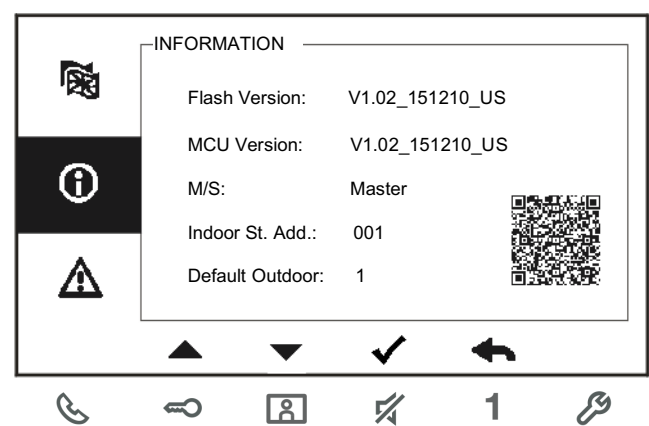 INFORMATION
Flash Version: V1.02_151210_US
MCU Version: V1.02_151210_US
M/S: Master
Indoor St. Add.: 001
Default Outdoor: 1
1